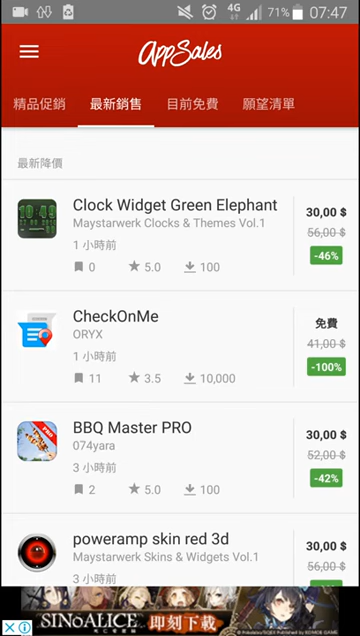 4G 71% 07:47
AppSales
精品促銷 最新銷售 目前免費 願望清單
最新降價
Clock Widget Green Elephant
Maystarwerk Clocks & Themes Vol.1
1 小時前
0 5.0 100
30,00 $
56,00 $
-46%
CheckOnMe
ORYX
1 小時前
11 3.5 10,000
免費
41,00 $
-100%
BBQ Master PRO
074yara
3 小時前
2 5.0 100
30,00 $
52,00 $
-42%
poweramp skin red 3d
Maystarwerk Skins & Widgets Vol.1
3 小時前
30,00 $
56,00 $
SINoALICE
即刻下載